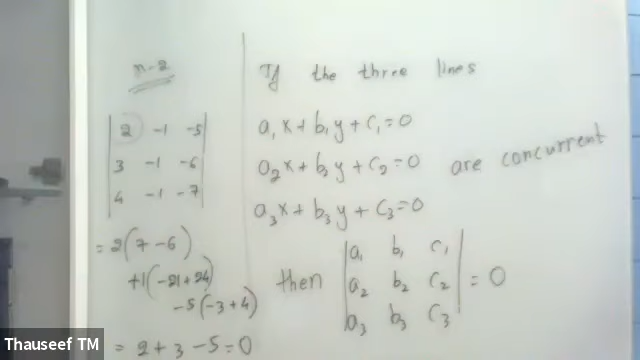 n-2
| 2 -1 -5 |
| 3 -1 -6 |
| 4 -1 -7 |
= 2(7-6)
+1(-21+24)
-5(-3+4)
= 2+3-5=0
If the three lines
a₁x+b₁y+c₁=0
a₂x+b₂y+c₂=0 are concurrent
a₃x+b₃y+c₃=0
then | a₁ b₁ c₁ |
| a₂ b₂ c₂ | = 0
| a₃ b₃ c₃ |
Thauseef TM